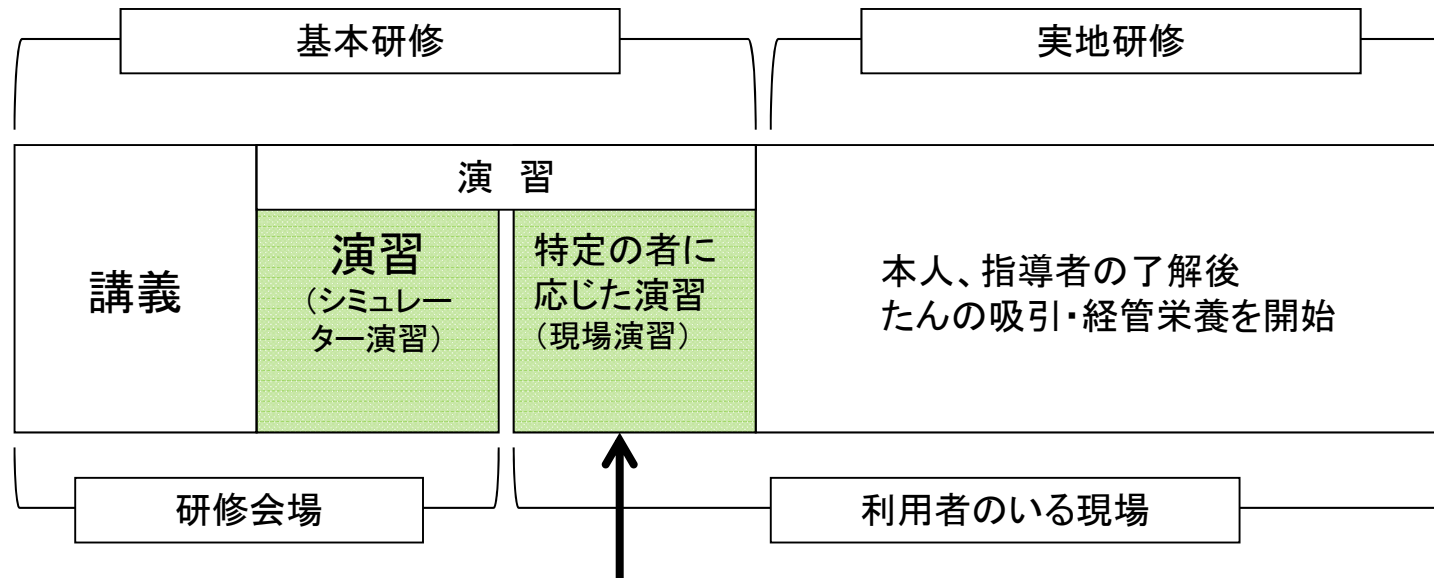 基本研修
実地研修
講義
演 習
演習
（シミュレー
ター演習）
特定の者に
応じた演習
（現場演習）
本人、指導者の了解後
たんの吸引・経管栄養を開始
研修会場
利用者のいる現場